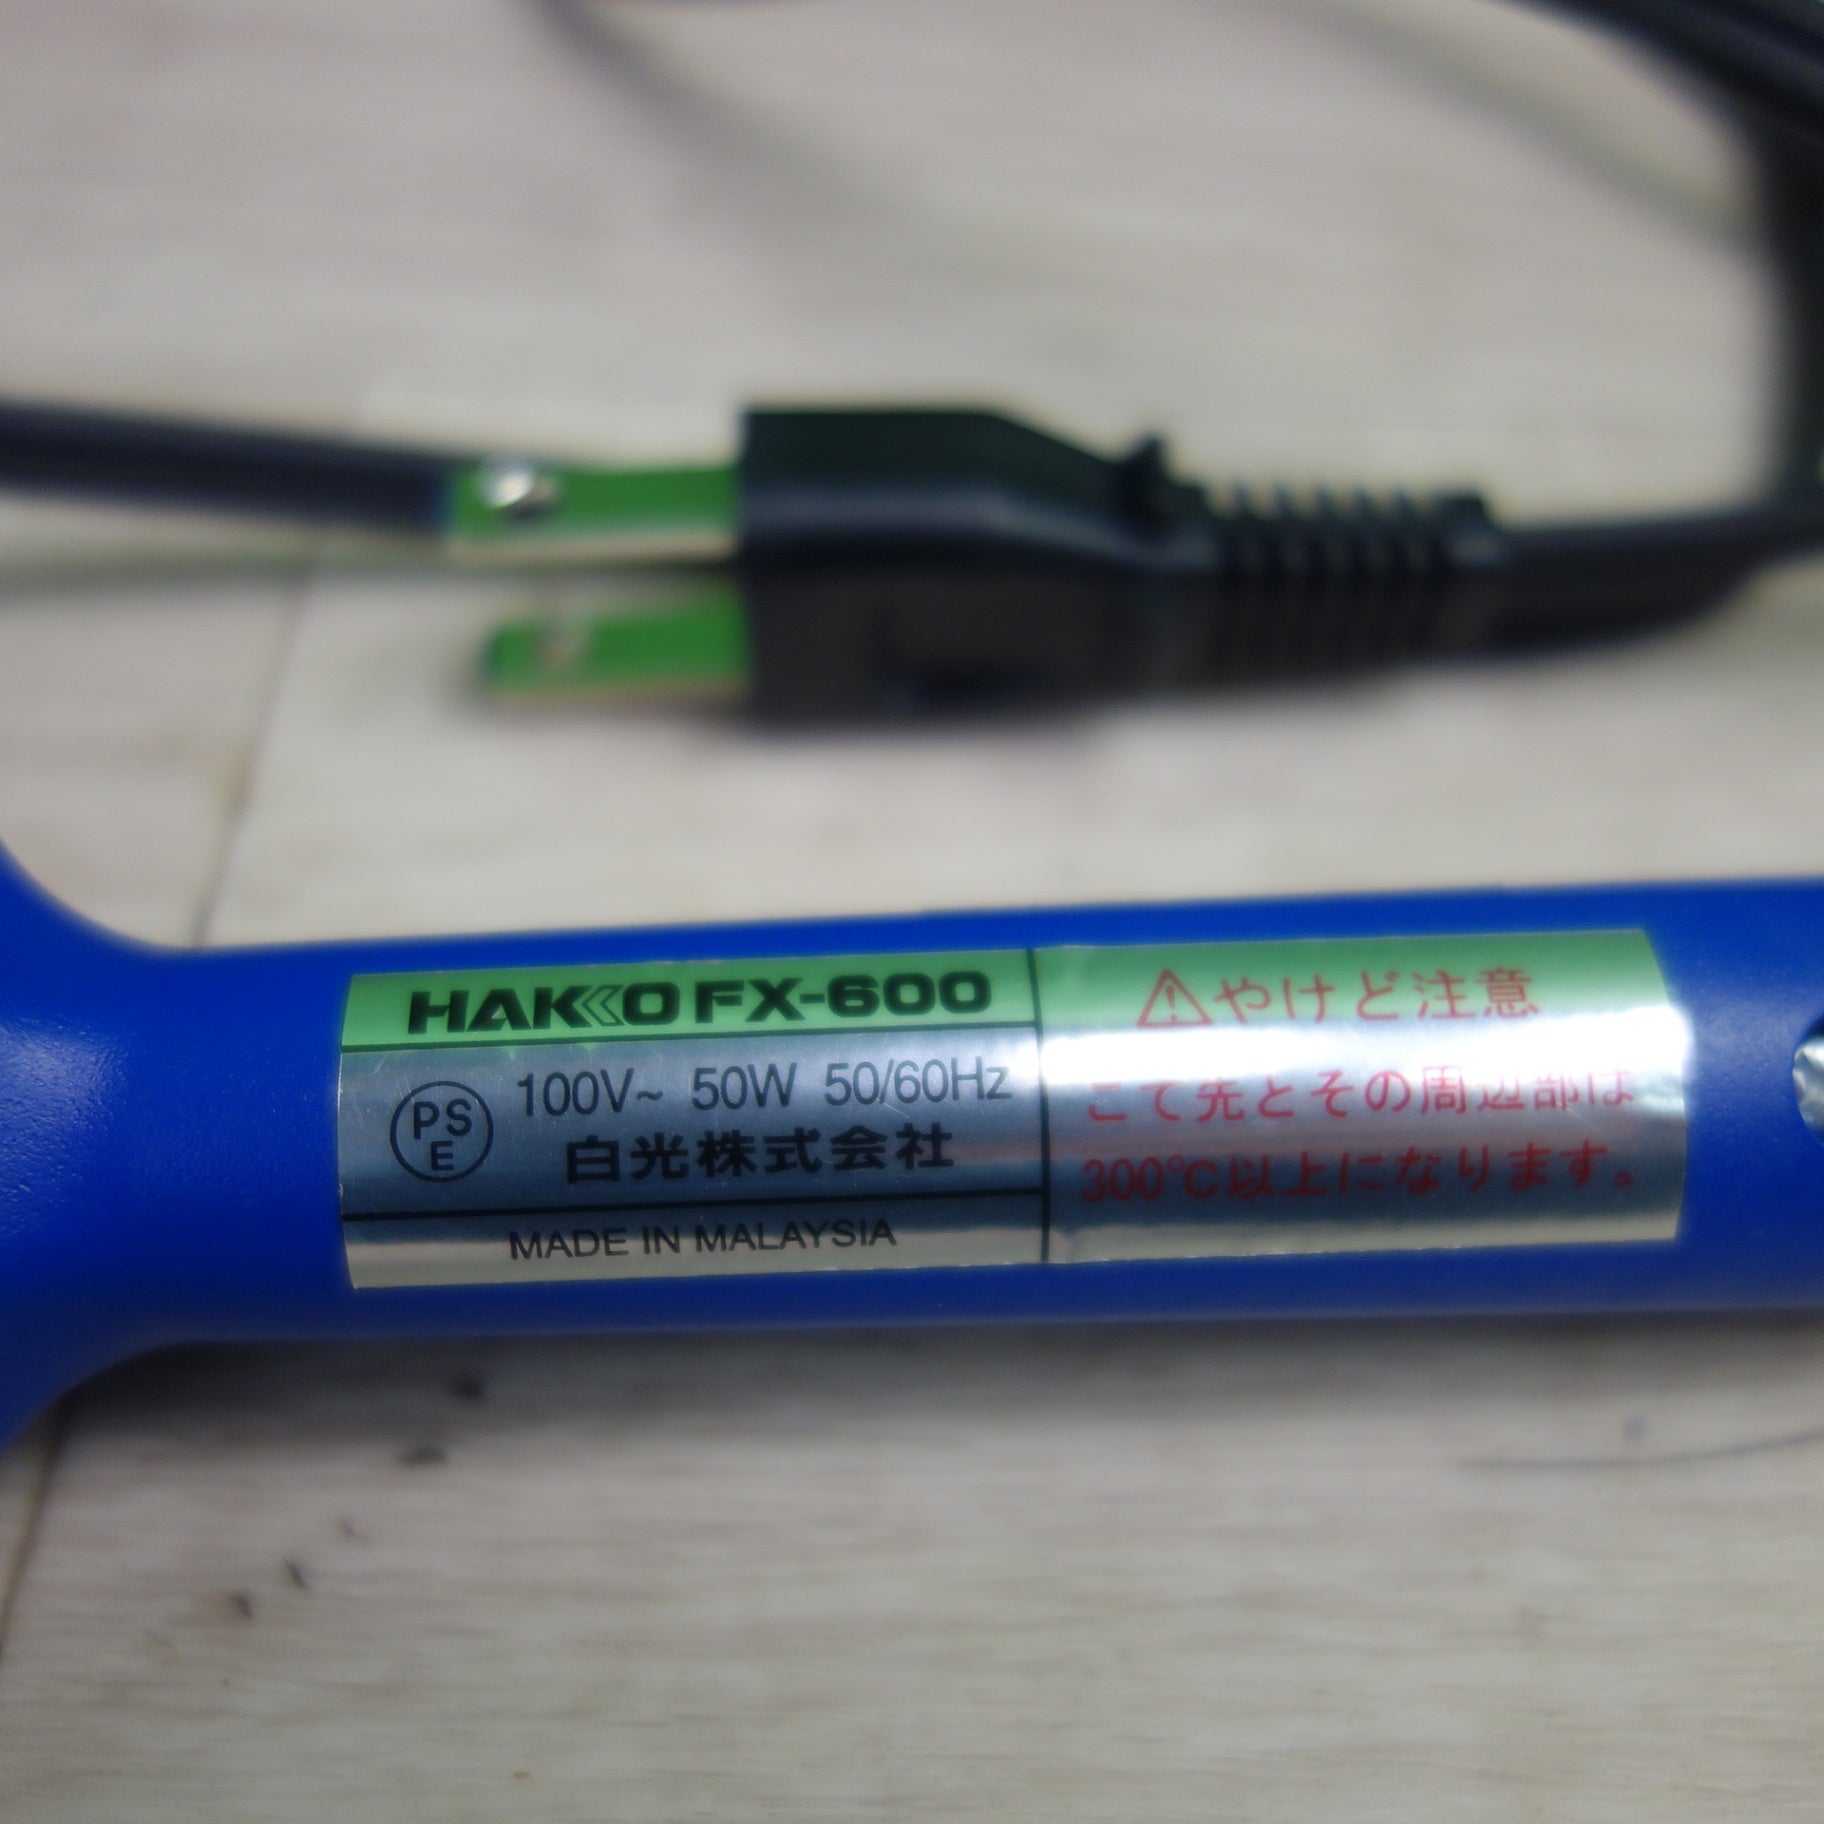 HAKKO FX-600
PS
E
100V~ 50W 50/60Hz
白光株式会社
MADE IN MALAYSIA
⚠やけど注意
こて先とその周辺部は
300℃以上になります。